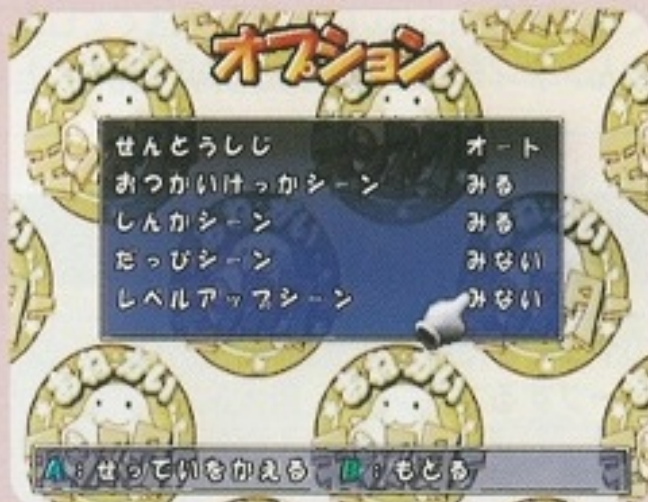 オプション
せんとうしじ オート
おつかいけっかシーン みる
しんかシーン みる
だっぴシーン みない
レベルアップシーン みない
A:せっていをかえる B:もどる